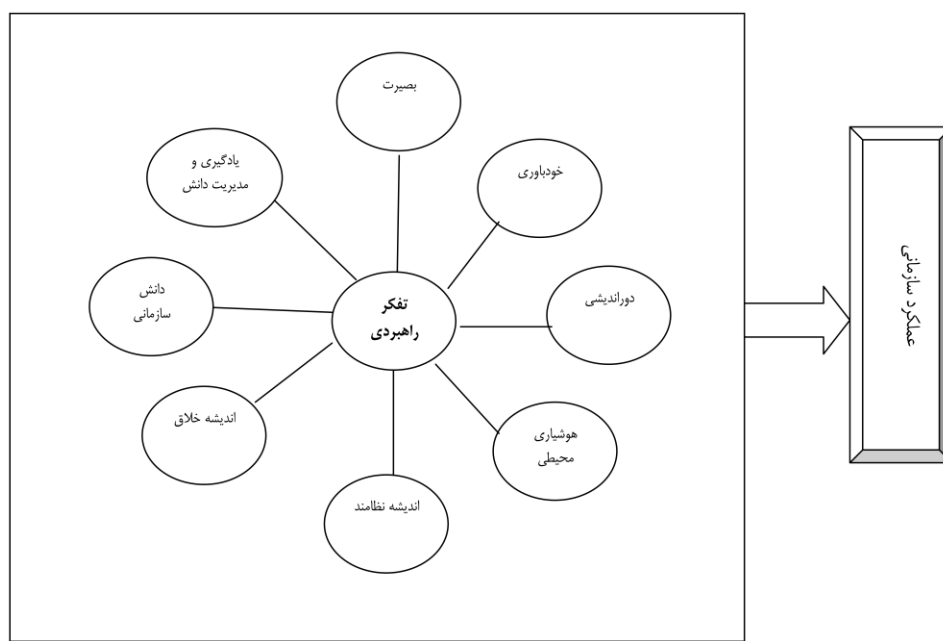 بصیرت
یادگیری و
مدیریت دانش
خودباوری
دانش
سازمانی
تفکر
راهبردی
دوراندیشی
اندیشه خلاق
هوشیاری
محیطی
اندیشه نظامند
عملکرد سازمانی